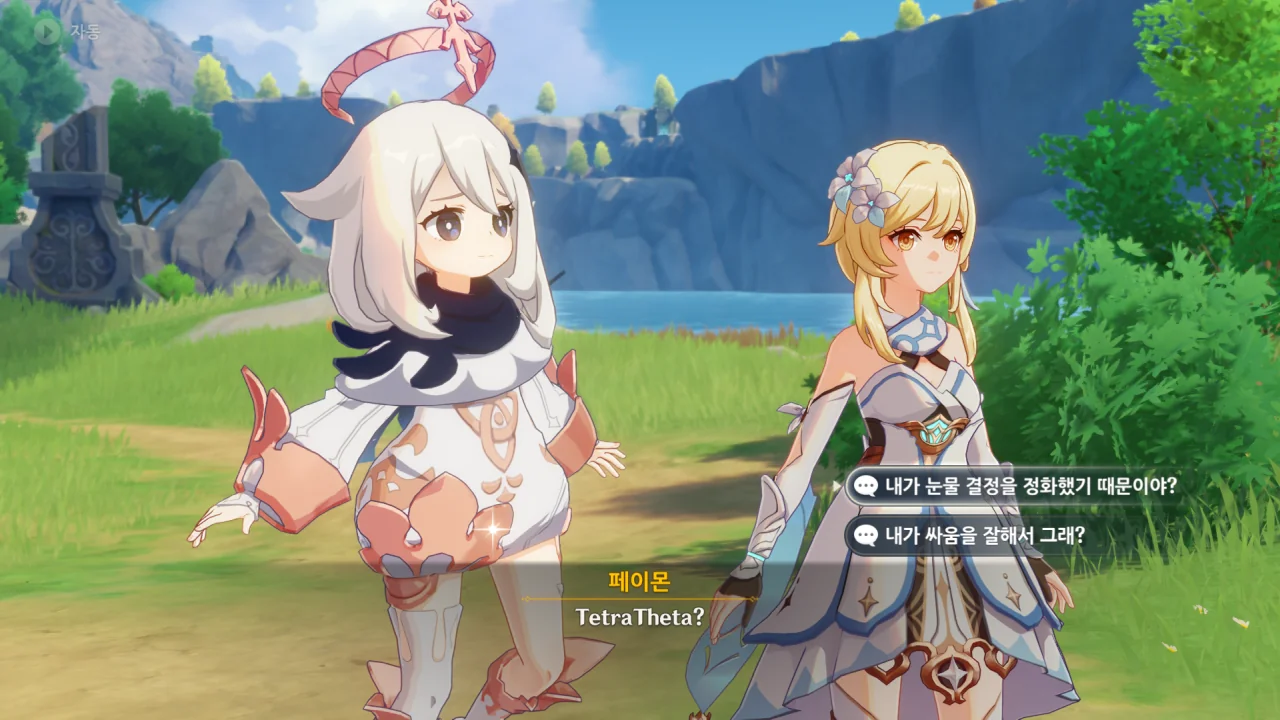 자동
내가 눈물 결정을 정화했기 때문이야?
내가 싸움을 잘해서 그래?
페이몬
TetraTheta?